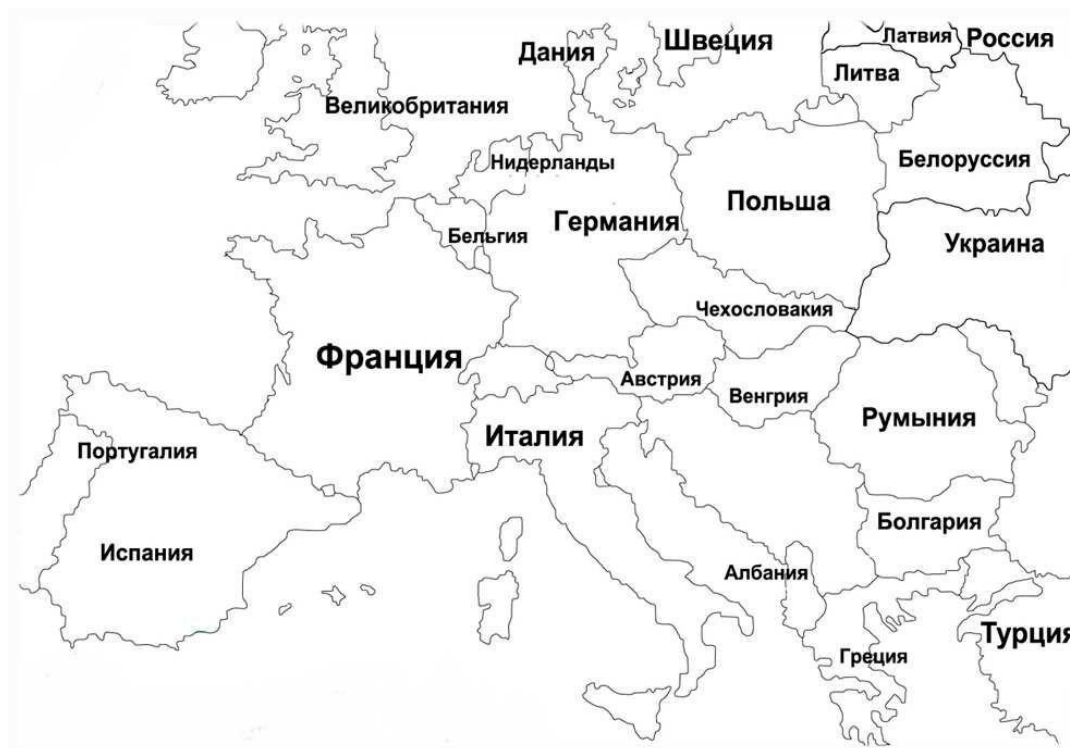 Латвия
Россия
Дания
Швеция
Литва
Великобритания
Нидерланды
Белоруссия
Польша
Германия
Бельгия
Украина
Чехословакия
Франция
Австрия
Венгрия
Румыния
Италия
Португалия
Болгария
Испания
Албания
Турция
Греция